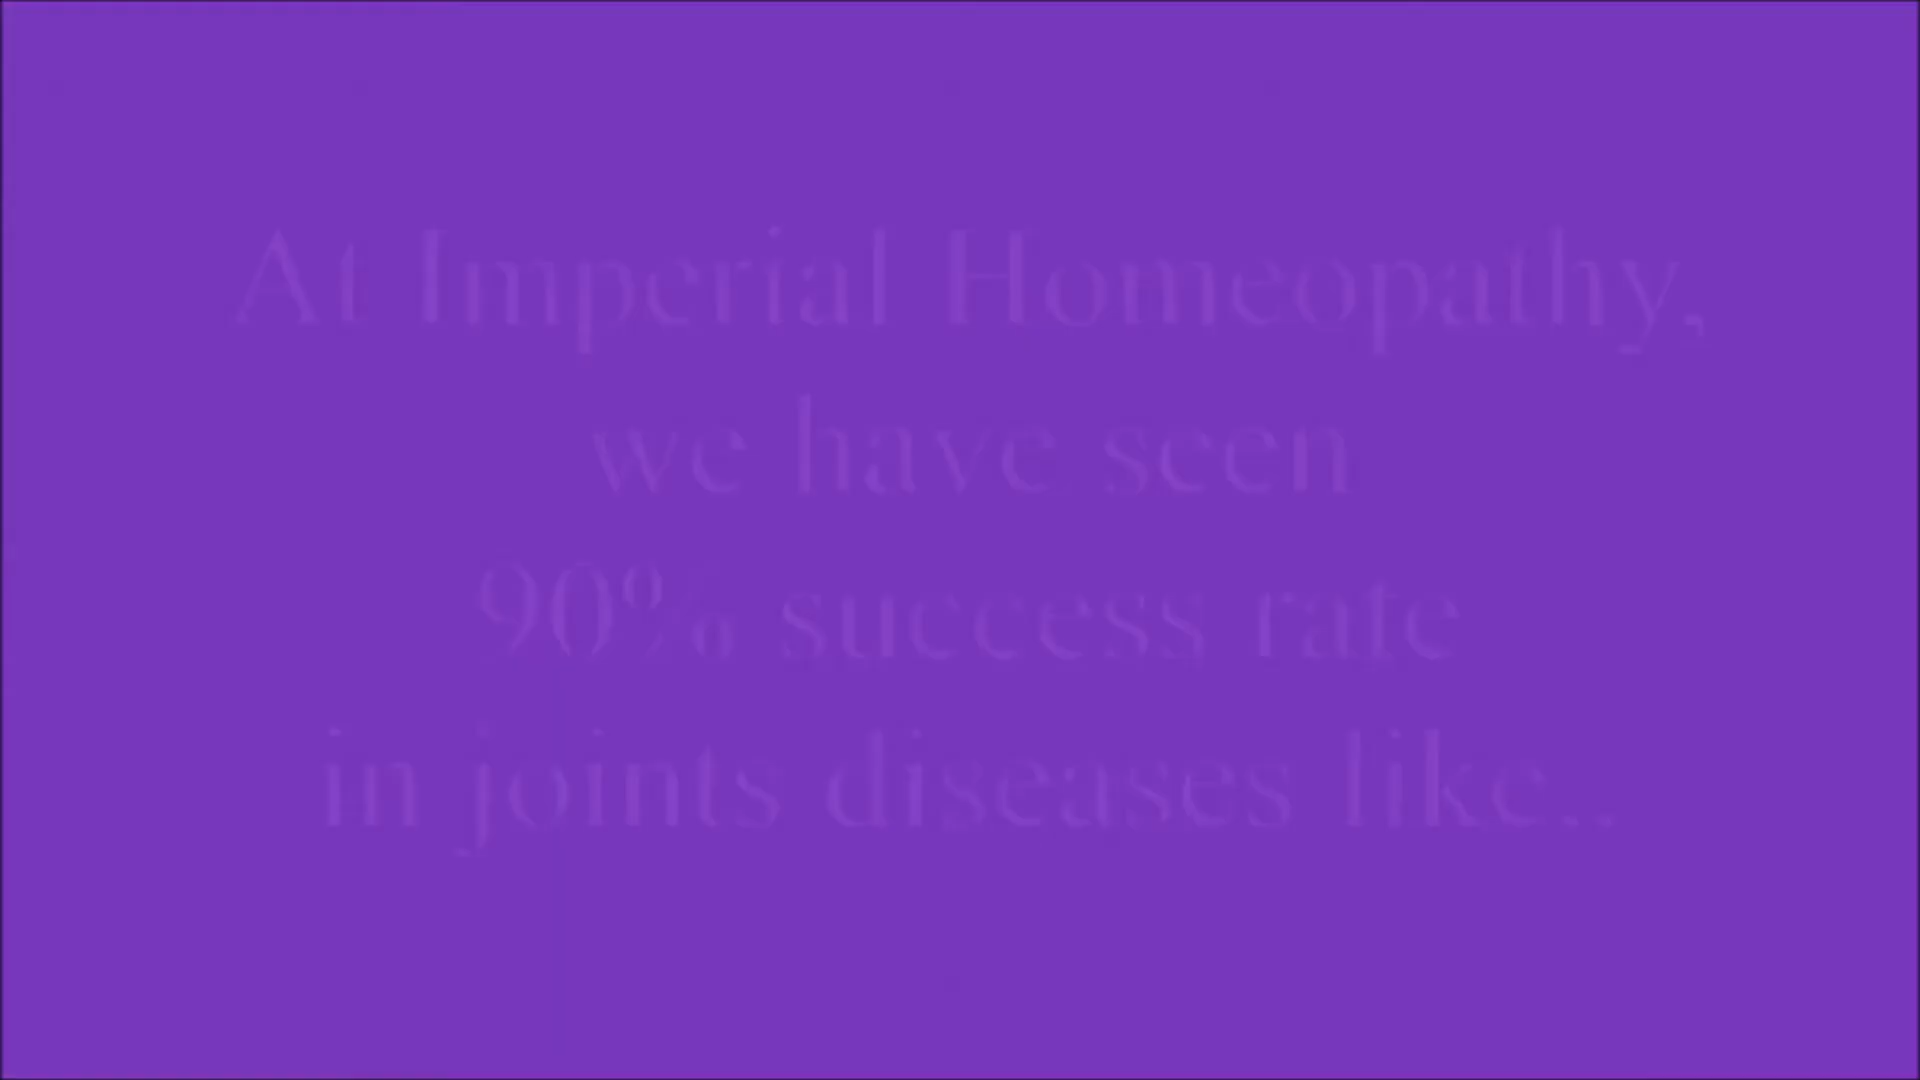 At Imperial Homeopathy,
we have seen
90% success rate
in joints diseases like..